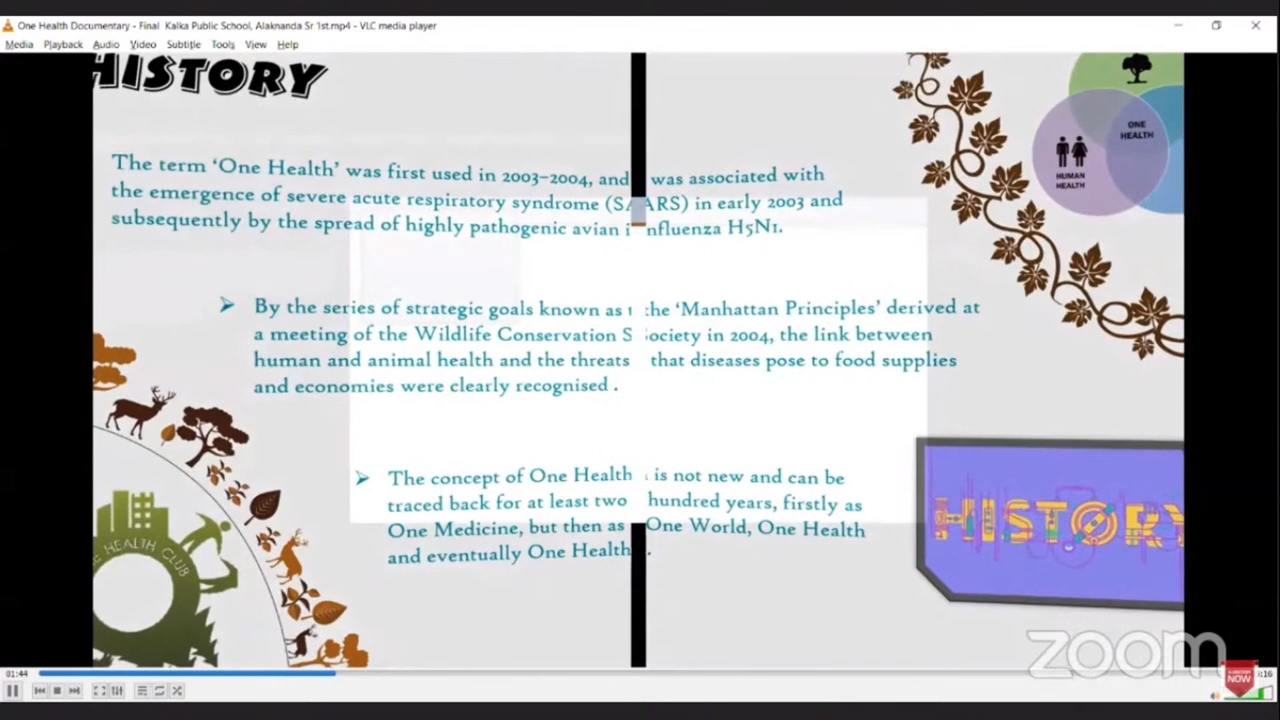 One Health Documentary - Final Kalka Public School, Alaknanda Sr 1st.mp4 - VLC media player
Media Playback Audio Video Subtitle Tools View Help
HISTORY
ONE HEALTH
HUMAN HEALTH
The term ‘One Health’ was first used in 2003–2004, and was associated with
the emergence of severe acute respiratory syndrome (SAARS) in early 2003 and
subsequently by the spread of highly pathogenic avian influenza H5N1.
➢ By the series of strategic goals known as the ‘Manhattan Principles’ derived at
a meeting of the Wildlife Conservation Society in 2004, the link between
human and animal health and the threats that diseases pose to food supplies
and economies were clearly recognised .
➢ The concept of One Health is not new and can be
traced back for at least two hundred years, firstly as
One Medicine, but then as One World, One Health
and eventually One Health .
HISTORY
HEALTH CLUB
zoom
01:44
NOW